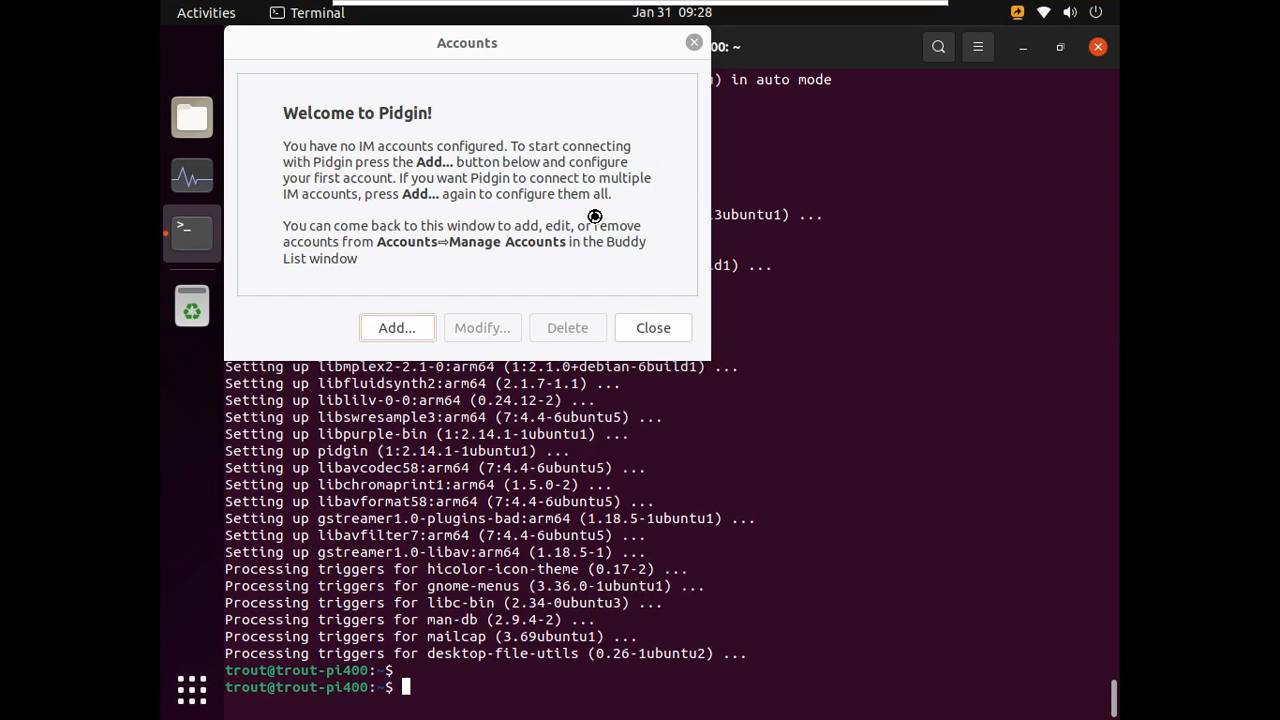 Activities
Terminal
Jan 31 09:28
Accounts
00: ~
Welcome to Pidgin!
You have no IM accounts configured. To start connecting
with Pidgin press the Add... button below and configure
your first account. If you want Pidgin to connect to multiple
IM accounts, press Add... again to configure them all.
You can come back to this window to add, edit, or remove
accounts from Accounts⇨Manage Accounts in the Buddy
List window
Add...
Modify...
Delete
Close
) in auto mode
3ubuntu1) ...
d1) ...
Setting up libmplex2-2.1-0:arm64 (1:2.1.0+debian-6build1) ...
Setting up libfluidsynth2:arm64 (2.1.7-1.1) ...
Setting up liblilv-0-0:arm64 (0.24.12-2) ...
Setting up libswresample3:arm64 (7:4.4-6ubuntu5) ...
Setting up libpurple-bin (1:2.14.1-1ubuntu1) ...
Setting up pidgin (1:2.14.1-1ubuntu1) ...
Setting up libavcodec58:arm64 (7:4.4-6ubuntu5) ...
Setting up libchromaprint1:arm64 (1.5.0-2) ...
Setting up libavformat58:arm64 (7:4.4-6ubuntu5) ...
Setting up gstreamer1.0-plugins-bad:arm64 (1.18.5-1ubuntu1) ...
Setting up libavfilter7:arm64 (7:4.4-6ubuntu5) ...
Setting up gstreamer1.0-libav:arm64 (1.18.5-1) ...
Processing triggers for hicolor-icon-theme (0.17-2) ...
Processing triggers for gnome-menus (3.36.0-1ubuntu1) ...
Processing triggers for libc-bin (2.34-0ubuntu3) ...
Processing triggers for man-db (2.9.4-2) ...
Processing triggers for mailcap (3.69ubuntu1) ...
Processing triggers for desktop-file-utils (0.26-1ubuntu2) ...
trout@trout-pi400:~$
trout@trout-pi400:~$